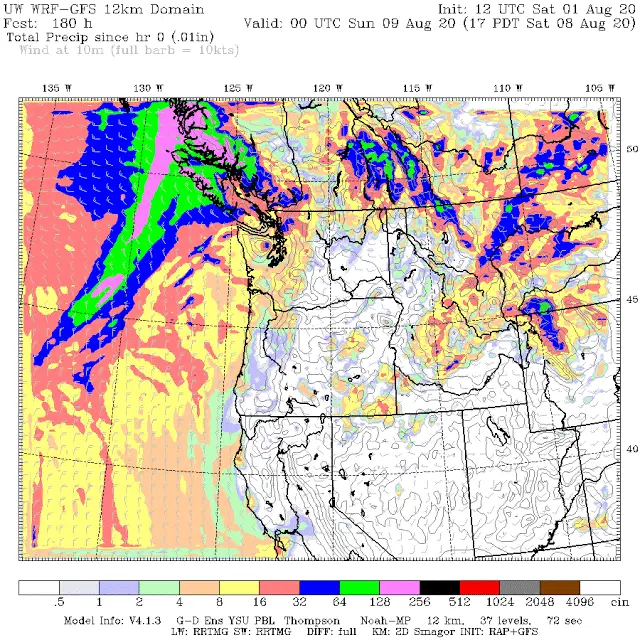 UW WRF-GFS 12km Domain Init: 12 UTC Sat 01 Aug 20
Fcst: 180 h Valid: 00 UTC Sun 09 Aug 20 (17 PDT Sat 08 Aug 20)
Total Precip since hr 0 (.01in)
Wind at 10m (full barb = 10kts)
135 W 130 W 125 W 120 W 115 W 110 W 105 W
50
45
40
.5 1 2 4 8 16 32 64 128 256 512 1024 2048 4096 cin
Model Info: V4.1.3 G-D Ens YSU PBL Thompson Noah-MP 12 km, 37 levels, 72 sec
LW: RRTMG SW: RRTMG DIFF: full KM: 2D Smagor INIT: RAP+GFS